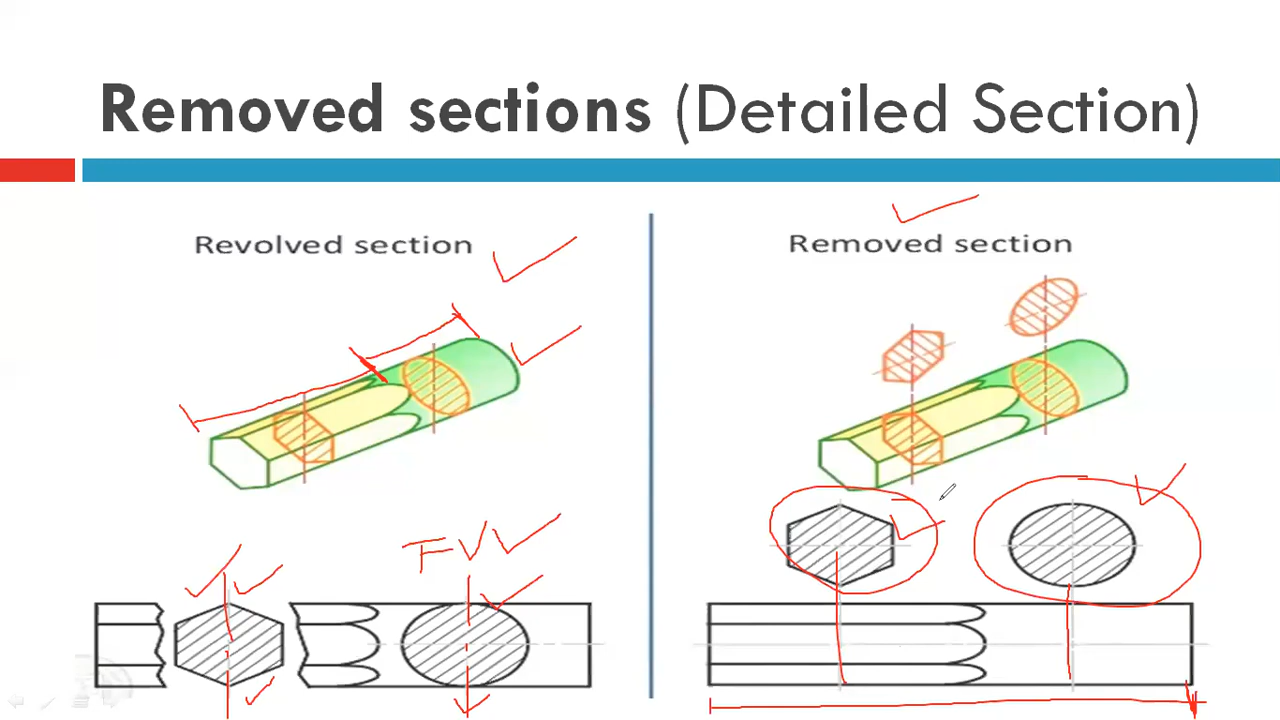 Removed sections (Detailed Section)
Revolved section
Removed section
FV